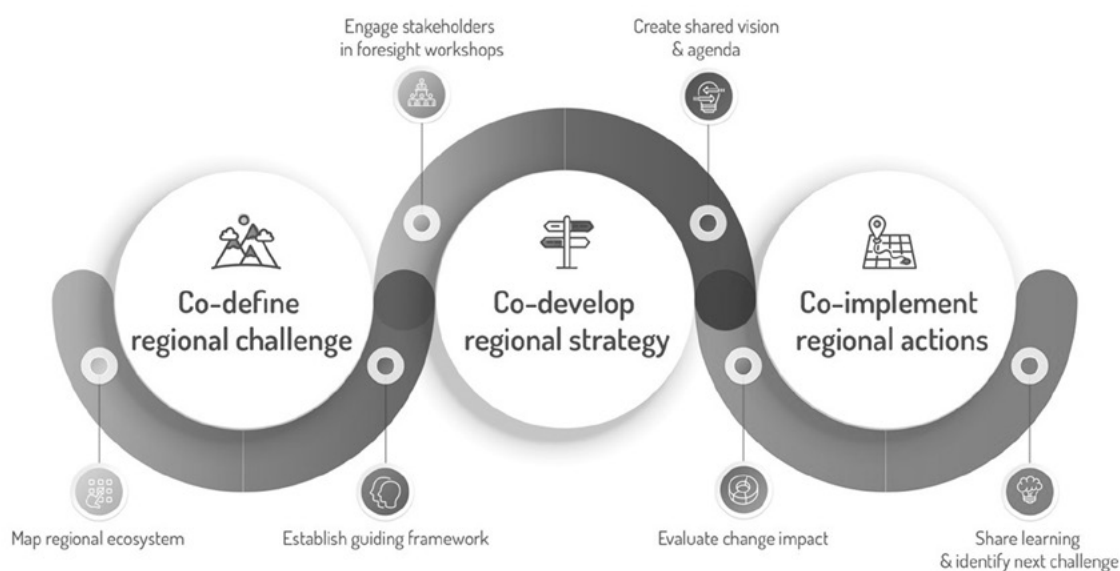 Engage stakeholders
in foresight workshops
Create shared vision
& agenda
Co-define
regional challenge
Co-develop
regional strategy
Co-implement
regional actions
Map regional ecosystem
Establish guiding framework
Evaluate change impact
Share learning
& identify next challenge